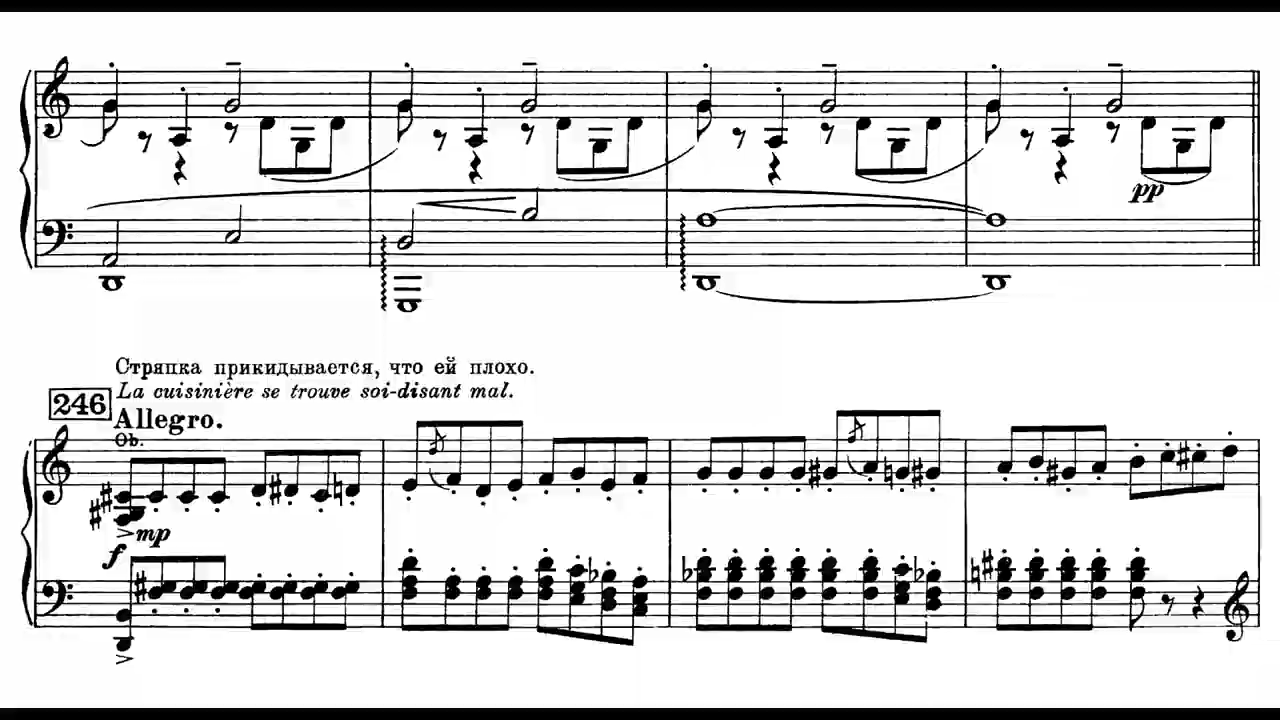 pp
Стряпка прикидывается, что ей плохо.
La cuisinière se trouve soi-disant mal.
246
Allegro.
Ob.
mp
f